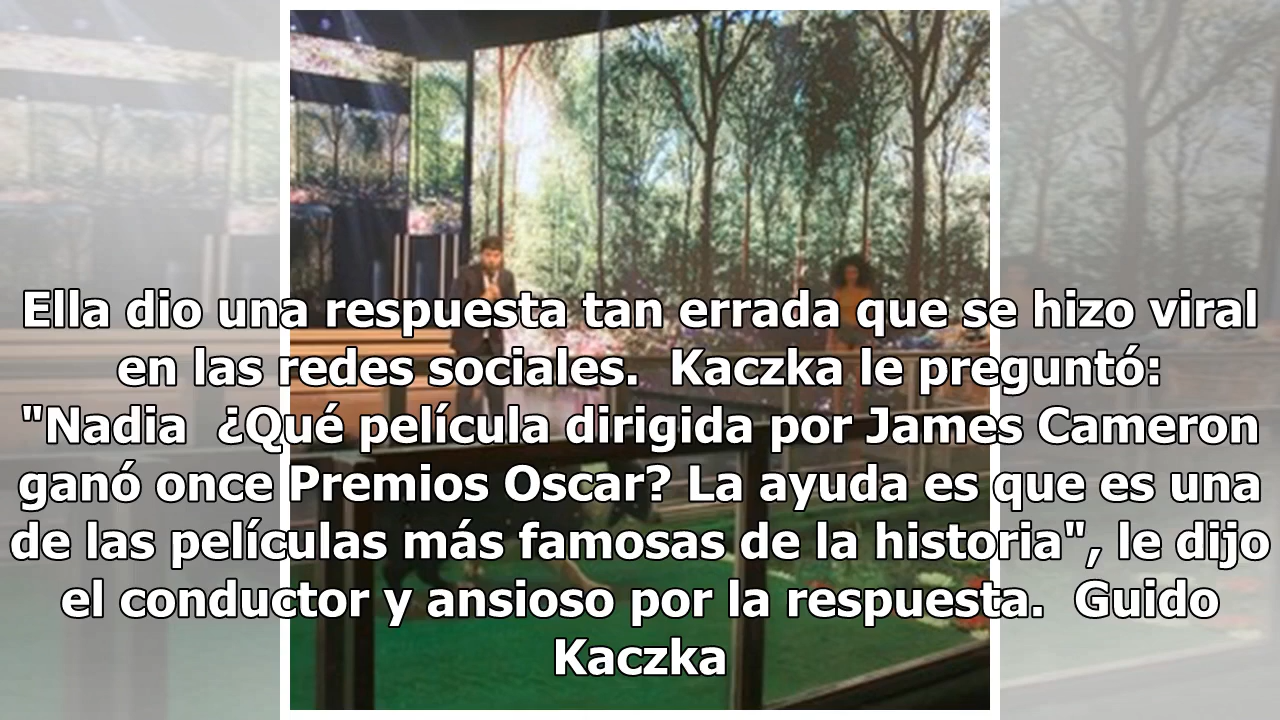 Ella dio una respuesta tan errada que se hizo viral
en las redes sociales.  Kaczka le preguntó:
"Nadia  ¿Qué película dirigida por James Cameron
ganó once Premios Oscar? La ayuda es que es una
de las películas más famosas de la historia", le dijo
el conductor y ansioso por la respuesta.  Guido
Kaczka